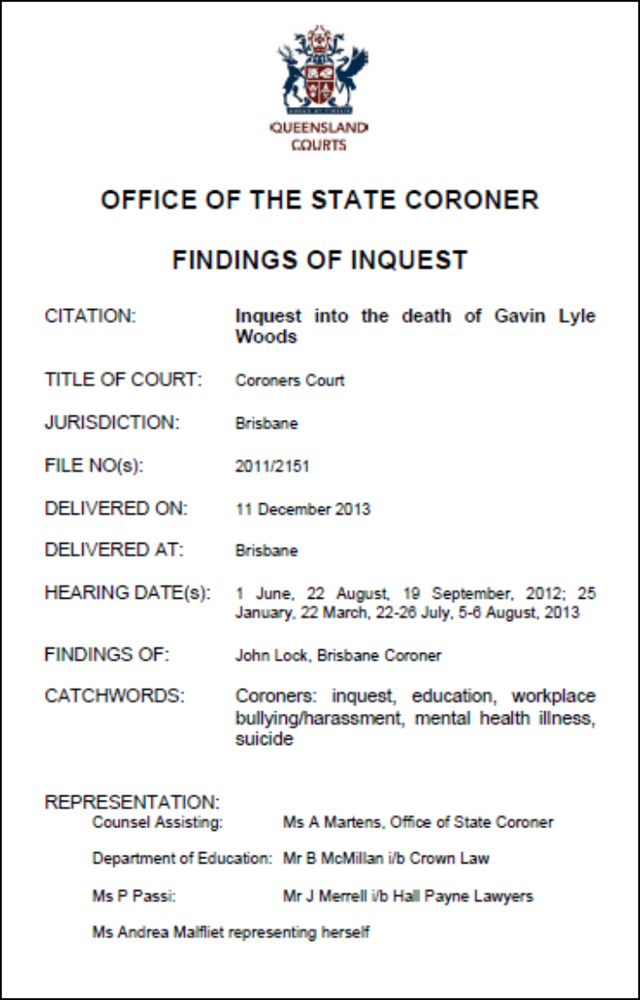 QUEENSLAND
COURTS
OFFICE OF THE STATE CORONER
FINDINGS OF INQUEST
CITATION: Inquest into the death of Gavin Lyle
Woods
TITLE OF COURT: Coroners Court
JURISDICTION: Brisbane
FILE NO(s): 2011/2151
DELIVERED ON: 11 December 2013
DELIVERED AT: Brisbane
HEARING DATE(s): 1 June, 22 August, 19 September, 2012; 25
January, 22 March, 22-26 July, 5-6 August, 2013
FINDINGS OF: John Lock, Brisbane Coroner
CATCHWORDS: Coroners: inquest, education, workplace
bullying/harassment, mental health illness,
suicide
REPRESENTATION:
Counsel Assisting: Ms A Martens, Office of State Coroner
Department of Education: Mr B McMillan i/b Crown Law
Ms P Passi: Mr J Merrell i/b Hall Payne Lawyers
Ms Andrea Malfliet representing herself